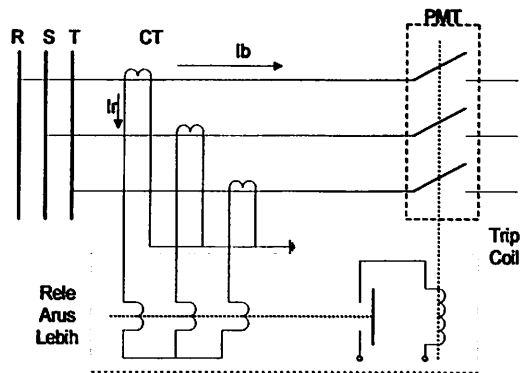 PMT
R S T CT Ib
Ir
Trip
Coil
Rele
Arus
Lebih